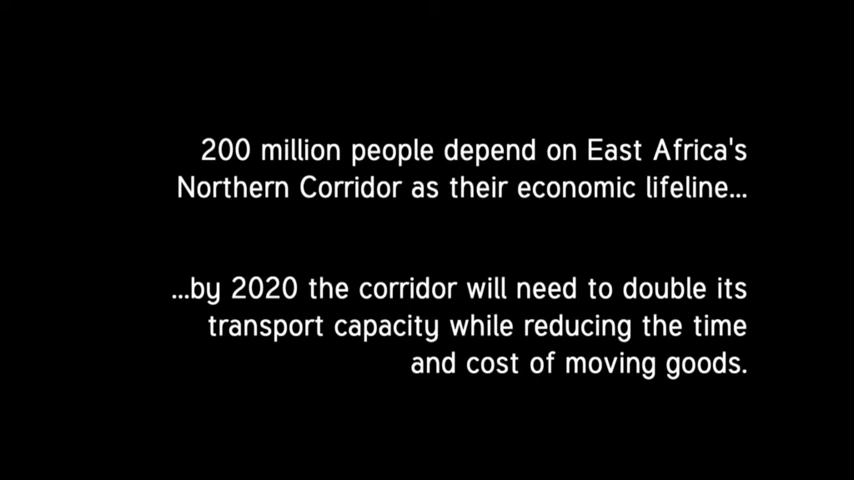 200 million people depend on East Africa's
Northern Corridor as their economic lifeline...
...by 2020 the corridor will need to double its
transport capacity while reducing the time
and cost of moving goods.